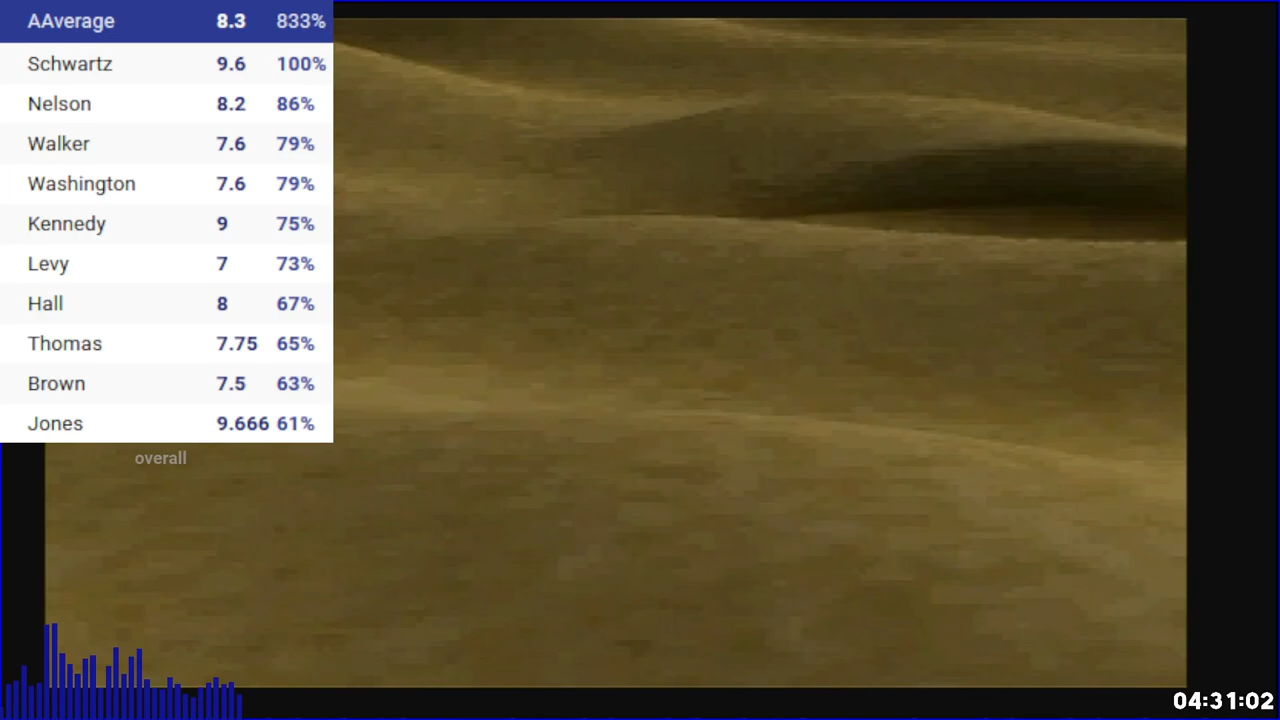 AAverage 8.3 833%
Schwartz 9.6 100%
Nelson 8.2 86%
Walker 7.6 79%
Washington 7.6 79%
Kennedy 9 75%
Levy 7 73%
Hall 8 67%
Thomas 7.75 65%
Brown 7.5 63%
Jones 9.666 61%
overall
04:31:02